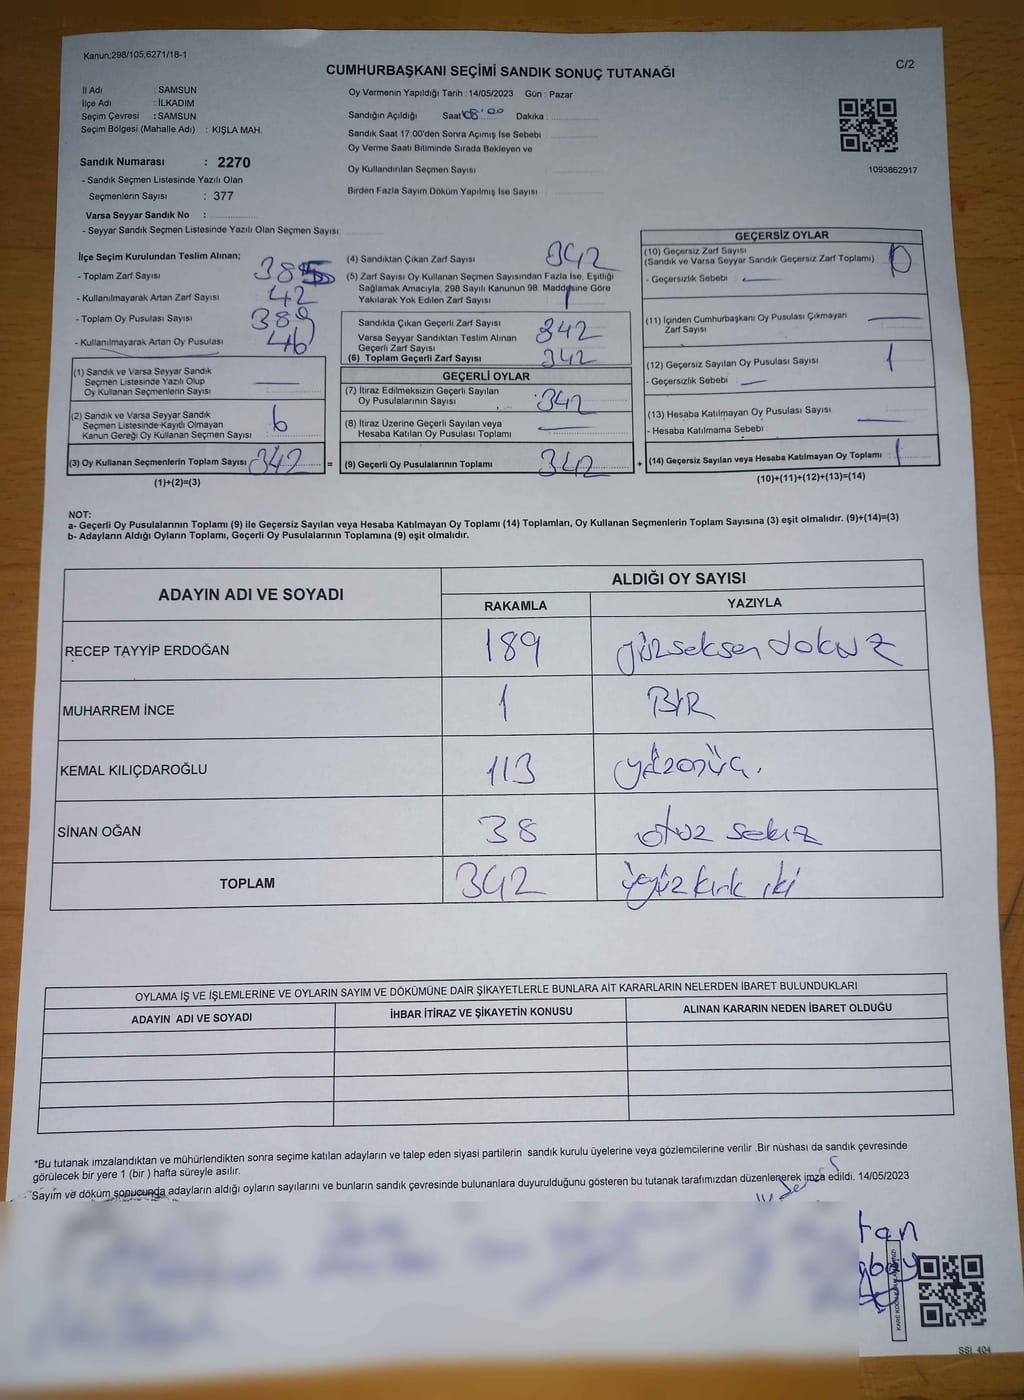 Kanun;298/105;6271/18-1
C/2
CUMHURBAŞKANI SEÇİMİ SANDIK SONUÇ TUTANAĞI
İl Adı : SAMSUN
İlçe Adı : İLKADIM
Seçim Çevresi : SAMSUN
Seçim Bölgesi (Mahalle Adı) : KIŞLA MAH.
Sandık Numarası : 2270
- Sandık Seçmen Listesinde Yazılı Olan
Seçmenlerin Sayısı : 377
Varsa Seyyar Sandık No :
- Seyyar Sandık Seçmen Listesinde Yazılı Olan Seçmen Sayısı
Oy Vermenin Yapıldığı Tarih : 14/05/2023 Gün : Pazar
Sandığın Açıldığı Saat 08:00 Dakika :
Sandık Saat 17:00'den Sonra Açımış İse Sebebi
Oy Verme Saati Bitiminde Sırada Bekleyen ve
Oy Kullandırılan Seçmen Sayısı
Birden Fazla Sayım Döküm Yapılmış İse Sayısı
1093862917
İlçe Seçim Kurulundan Teslim Alınan;
- Toplam Zarf Sayısı 385
- Kullanılmayarak Artan Zarf Sayısı 42
- Toplam Oy Pusulası Sayısı 389
- Kullanılmayarak Artan Oy Pusulası 46
(1) Sandık ve Varsa Seyyar Sandık
Seçmen Listesinde Yazılı Olup
Oy Kullanan Seçmenlerin Sayısı
(2) Sandık ve Varsa Seyyar Sandık
Seçmen Listesinde Kayıtlı Olmayan
Kanun Gereği Oy Kullanan Seçmen Sayısı 6
(3) Oy Kullanan Seçmenlerin Toplam Sayısı 342 =
(1)+(2)=(3)
(4) Sandıktan Çıkan Zarf Sayısı 342
(5) Zarf Sayısı Oy Kullanan Seçmen Sayısından Fazla İse, Eşitliği
Sağlamak Amacıyla, 298 Sayılı Kanunun 98. Maddesine Göre
Yakılarak Yok Edilen Zarf Sayısı
Sandıkta Çıkan Geçerli Zarf Sayısı 342
Varsa Seyyar Sandıktan Teslim Alınan
Geçerli Zarf Sayısı
(6) Toplam Geçerli Zarf Sayısı 342
GEÇERLİ OYLAR
(7) İtiraz Edilmeksizin Geçerli Sayılan
Oy Pusulalarının Sayısı 342
(8) İtiraz Üzerine Geçerli Sayılan veya
Hesaba Katılan Oy Pusulası Toplamı
(9) Geçerli Oy Pusulalarının Toplamı 342 +
GEÇERSİZ OYLAR
(10) Geçersiz Zarf Sayısı
(Sandık ve Varsa Seyyar Sandık Geçersiz Zarf Toplamı)
- Geçersizlik Sebebi :
(11) İçinden Cumhurbaşkanı Oy Pusulası Çıkmayan
Zarf Sayısı
(12) Geçersiz Sayılan Oy Pusulası Sayısı 1
- Geçersizlik Sebebi :
(13) Hesaba Katılmayan Oy Pusulası Sayısı
- Hesaba Katılmama Sebebi :
(14) Geçersiz Sayılan veya Hesaba Katılmayan Oy Toplamı 1
(10)+(11)+(12)+(13)=(14)
NOT:
a- Geçerli Oy Pusulalarının Toplamı (9) ile Geçersiz Sayılan veya Hesaba Katılmayan Oy Toplamı (14) Toplamları, Oy Kullanan Seçmenlerin Toplam Sayısına (3) eşit olmalıdır. (9)+(14)=(3)
b- Adayların Aldığı Oyların Toplamı, Geçerli Oy Pusulalarının Toplamına (9) eşit olmalıdır.
ADAYIN ADI VE SOYADI
ALDIĞI OY SAYISI
RAKAMLA YAZIYLA
RECEP TAYYİP ERDOĞAN 189 yüzseksen dokuz
MUHARREM İNCE 1 BİR
KEMAL KILIÇDAROĞLU 113 yüzonüç.
SİNAN OĞAN 38 otuz sekiz
TOPLAM 342 üçyüz kırk iki
OYLAMA İŞ VE İŞLEMLERİNE VE OYLARIN SAYIM VE DÖKÜMÜNE DAİR ŞİKAYETLERLE BUNLARA AİT KARARLARIN NELERDEN İBARET BULUNDUKLARI
ADAYIN ADI VE SOYADI İHBAR İTİRAZ VE ŞİKAYETİN KONUSU ALINAN KARARIN NEDEN İBARET OLDUĞU
*Bu tutanak imzalandıktan ve mühürlendikten sonra seçime katılan adayların ve talep eden siyasi partilerin sandık kurulu üyelerine veya gözlemcilerine verilir .Bir nüshası da sandık çevresinde
görülecek bir yere 1 (bir ) hafta süreyle asılır.
Sayım ve döküm sonucunda adayların aldığı oyların sayılarını ve bunların sandık çevresinde bulunanlara duyurulduğunu gösteren bu tutanak tarafımızdan düzenlenerek imza edildi. 14/05/2023
tan
SSL 404